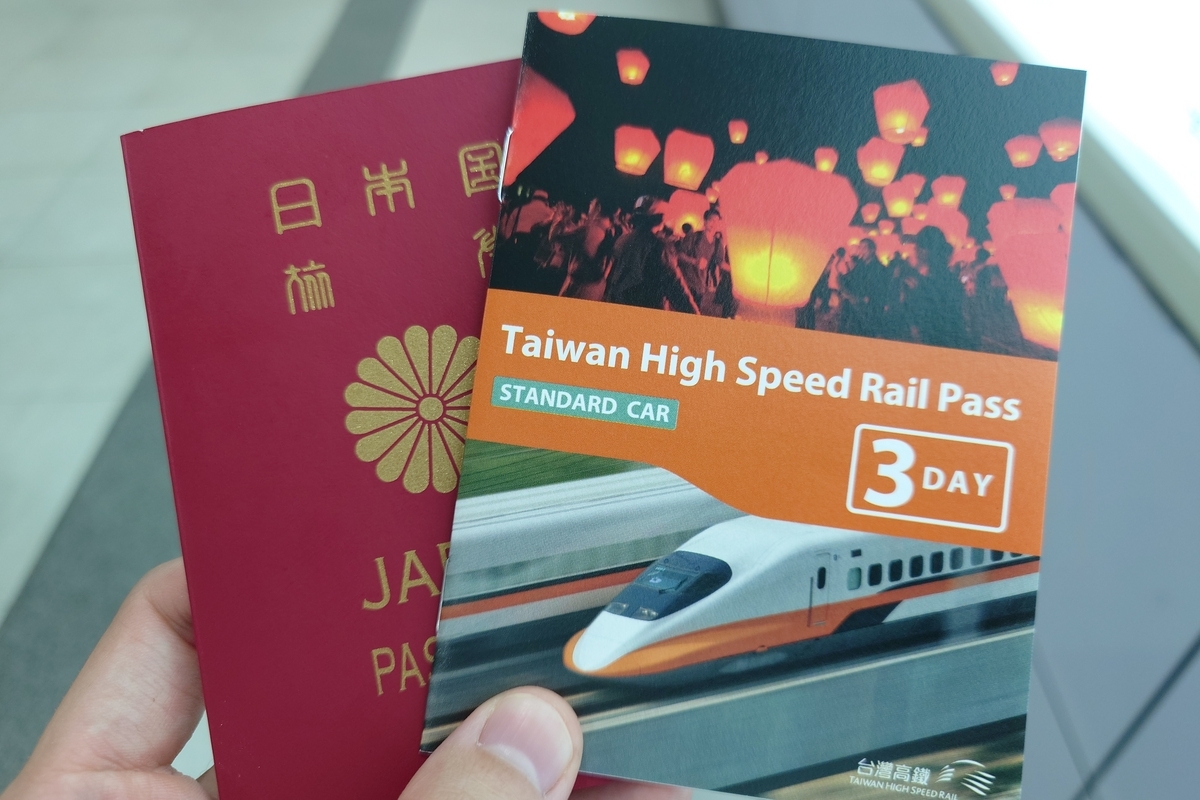 日本国
旅
JAP
PAS
Taiwan High Speed Rail Pass
STANDARD CAR
3 DAY
台灣高鐵
TAIWAN HIGH SPEED RAIL